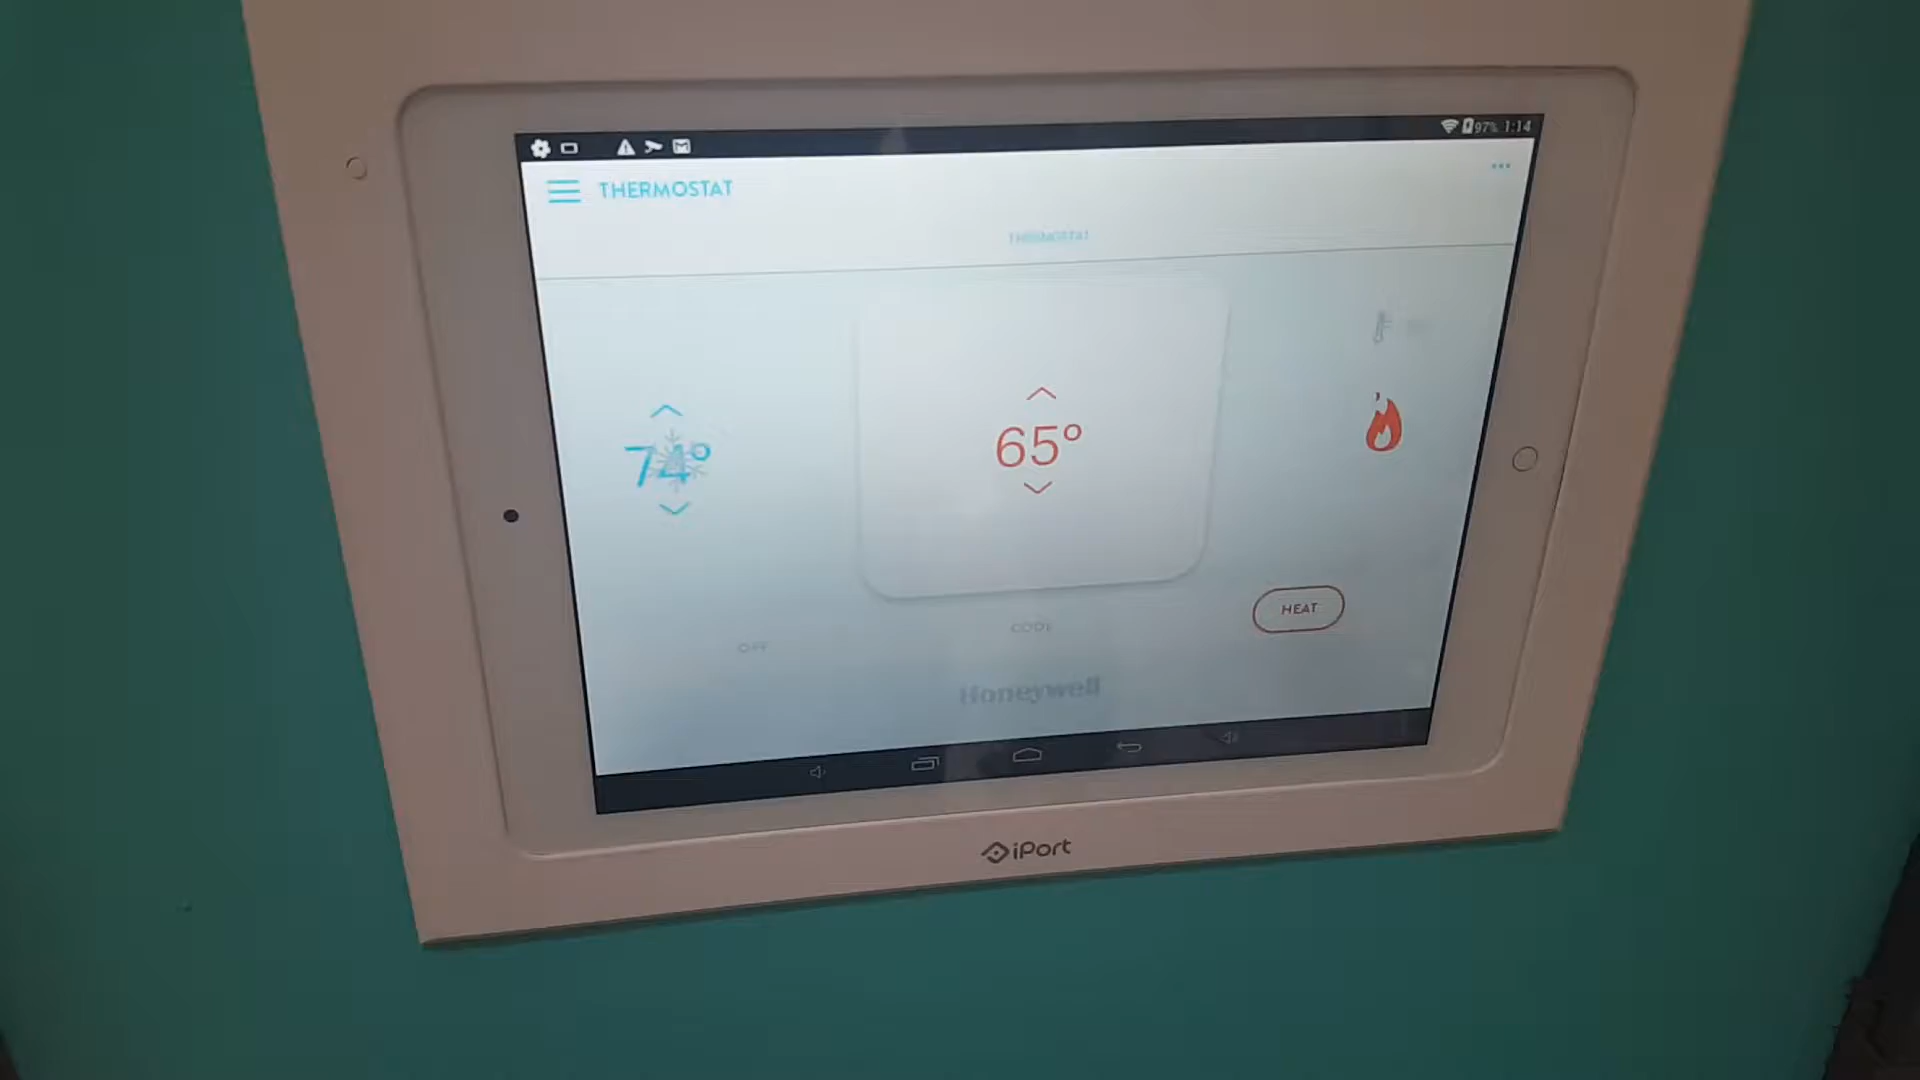 97% 1:14
THERMOSTAT
THERMOSTAT
74°
65°
HEAT
OFF
COOL
Honeywell
iPort